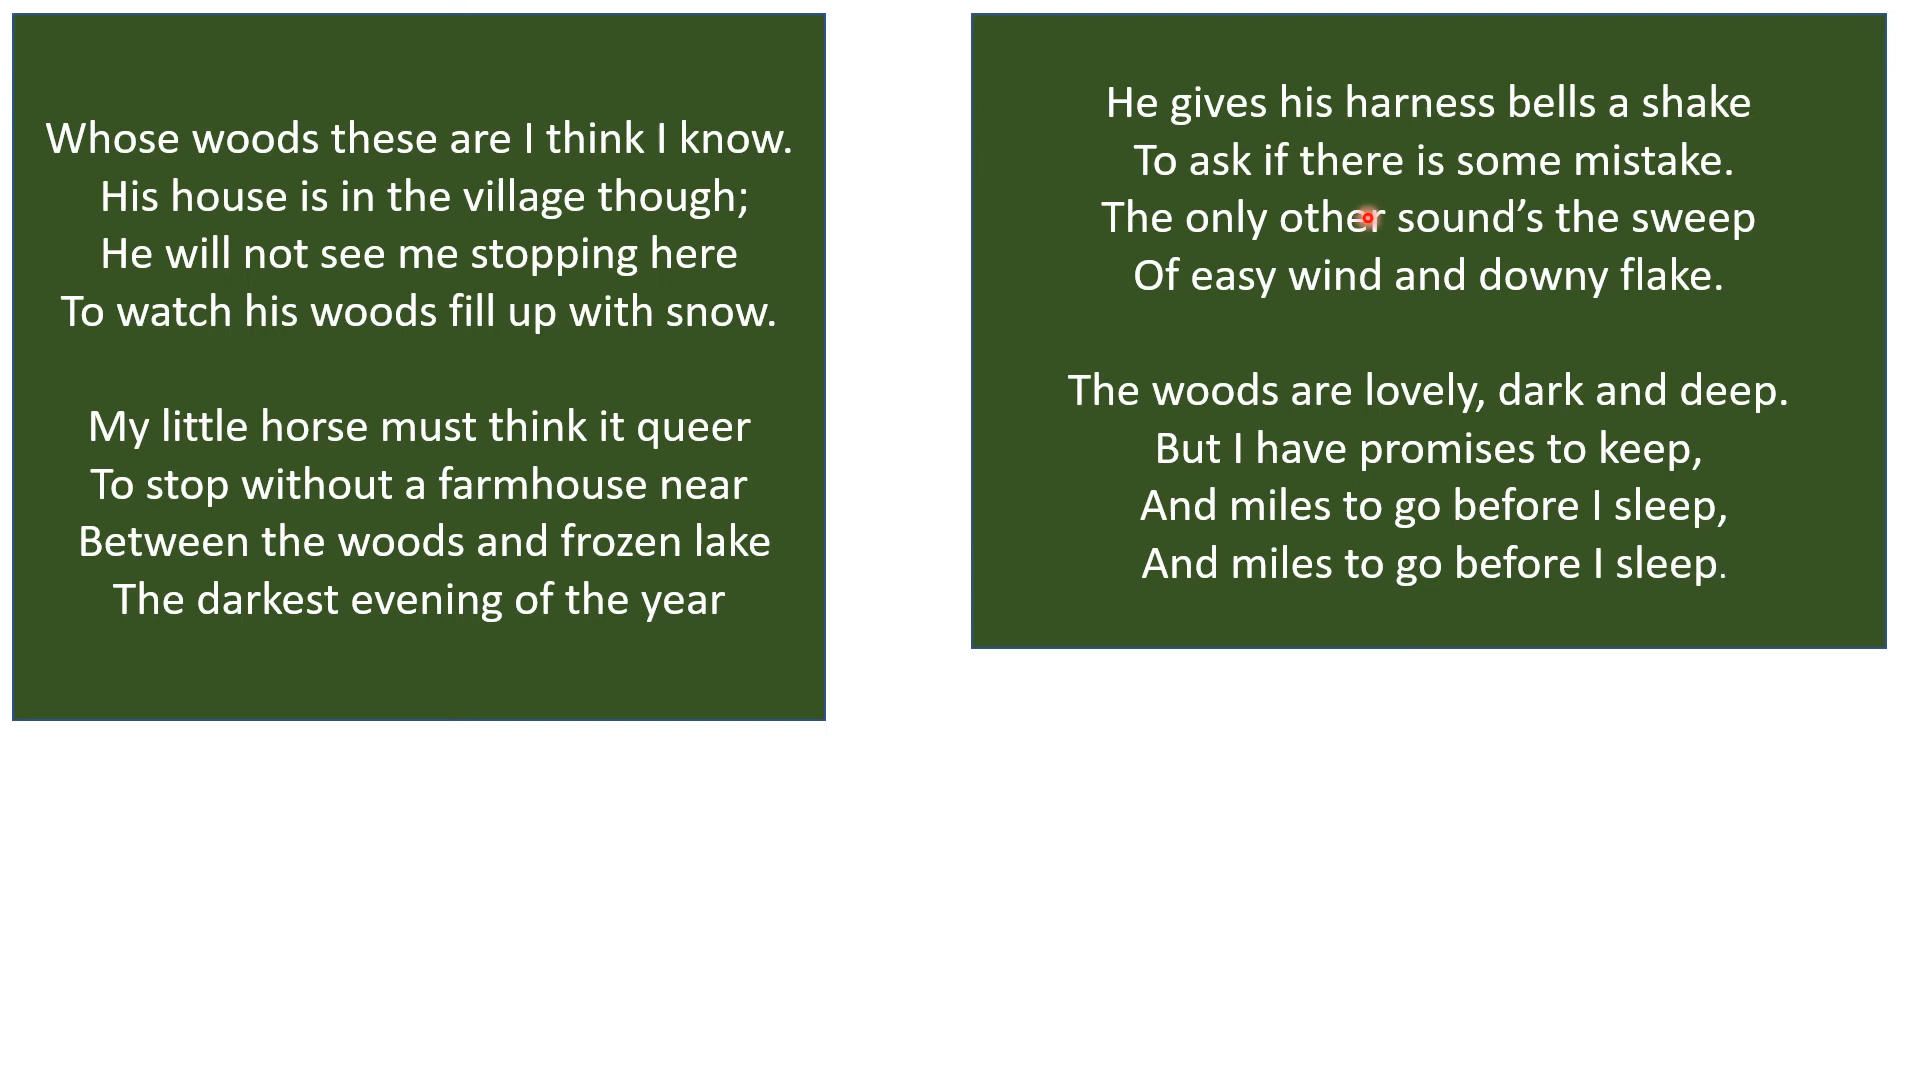 Whose woods these are I think I know.
His house is in the village though;
He will not see me stopping here
To watch his woods fill up with snow.
My little horse must think it queer
To stop without a farmhouse near
Between the woods and frozen lake
The darkest evening of the year
He gives his harness bells a shake
To ask if there is some mistake.
The only other sound’s the sweep
Of easy wind and downy flake.
The woods are lovely, dark and deep.
But I have promises to keep,
And miles to go before I sleep,
And miles to go before I sleep.